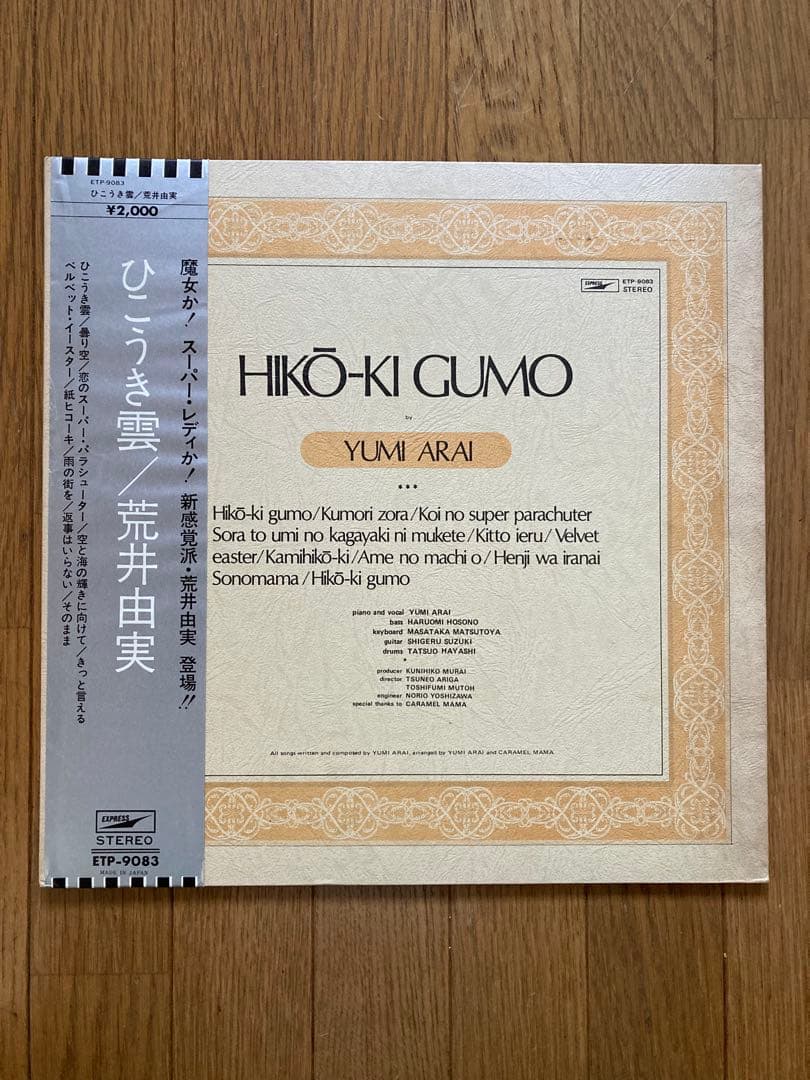 ETP-9083
ひこうき雲/荒井由実
¥2,000
魔女か! スーパー・レディか! 新感覚派・荒井由実 登場!!
ひこうき雲/荒井由実
ひこうき雲/曇り空/恋のスーパー・パラシューター/空と海の輝きに向けて/きっと言える
ベルベット・イースター/紙ヒコーキ/雨の街を/返事はいらない/そのまま
EXPRESS
STEREO
ETP-9083
MADE IN JAPAN
EXPRESS
ETP-9083
STEREO
HIKŌ-KI GUMO
by
YUMI ARAI
***
Hikō-ki gumo/Kumori zora/Koi no super parachuter
Sora to umi no kagayaki ni mukete/Kitto ieru/Velvet
easter/Kamihikō-ki/Ame no machi o/Henji wa iranai
Sonomama/Hikō-ki gumo
piano and vocal YUMI ARAI
bass HARUOMI HOSONO
keyboard MASATAKA MATSUTOYA
guitar SHIGERU SUZUKI
drums TATSUO HAYASHI
*
producer KUNIHIKO MURAI
director TSUNEO ARIGA
TOSHIFUMI MUTOH
engineer NORIO YOSHIZAWA
special thanks to CARAMEL MAMA
All songs written and composed by YUMI ARAI, arranged by YUMI ARAI and CARAMEL MAMA